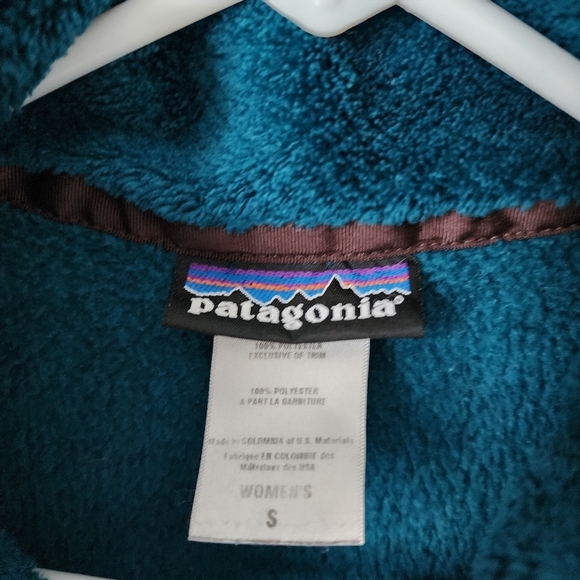 patagonia®
100% POLYESTER
EXCLUSIVE OF TRIM
100% POLYESTER
A PART LA GARNITURE
Made in COLOMBIA of U.S. Materials
Fabrique EN COLOMBIE des
Matériaux des USA
WOMEN'S
S